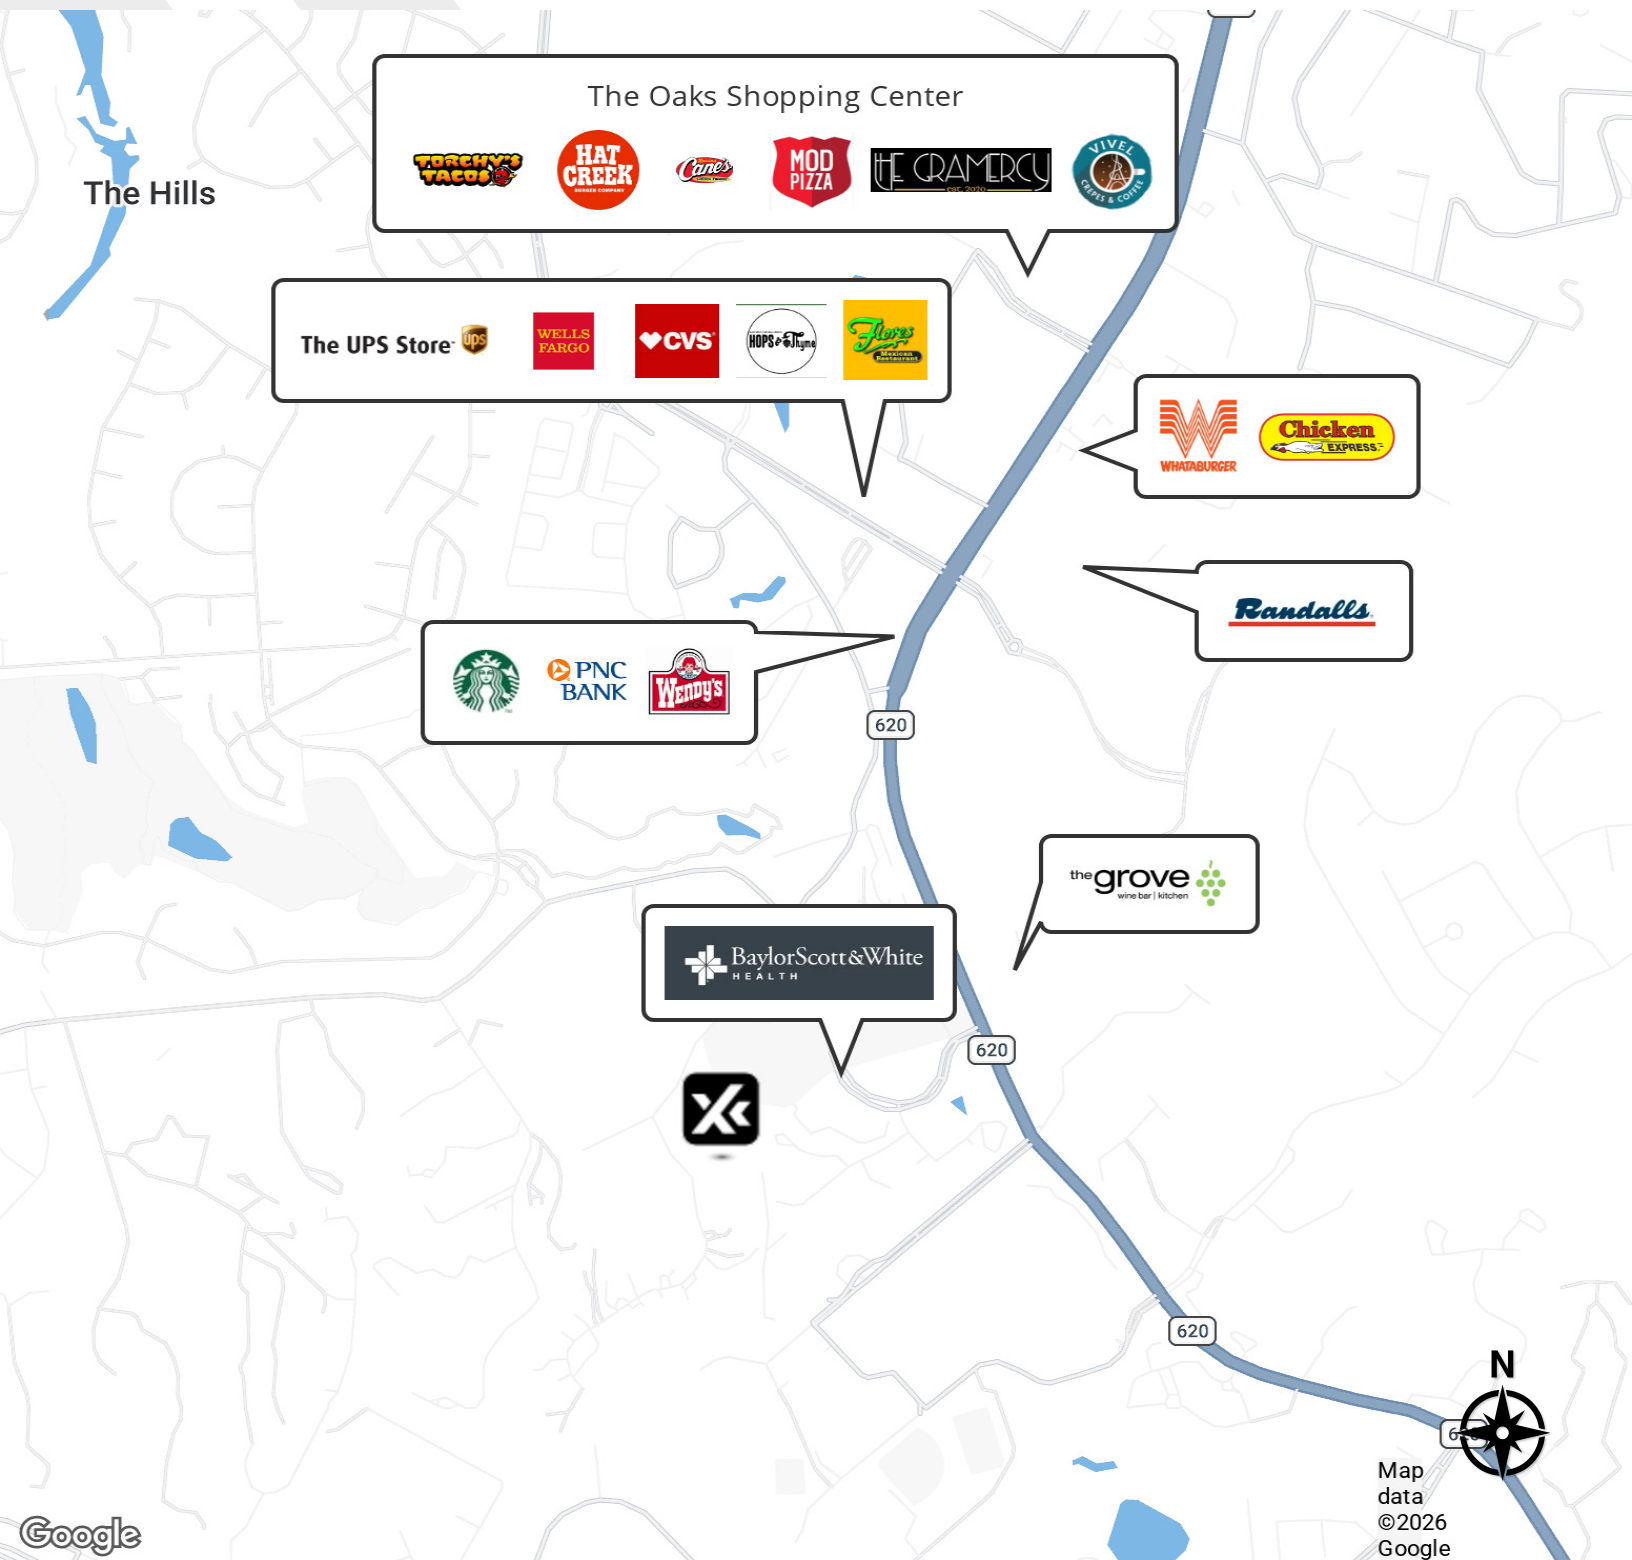 The Oaks Shopping Center
TORCHY'S
TACOS
HAT
CREEK
BURGER COMPANY
Cane's
MOD
PIZZA
THE GRAMERCY
est. 2020
VIVEL
CRÊPES & COFFEE
The Hills
The UPS Store
ups
WELLS
FARGO
CVS
HOPS & Thyme
Flores
Mexican
Restaurant
WHATABURGER
Chicken
EXPRESS
Randalls
PNC
BANK
Wendy's
620
the grove
wine bar | kitchen
BaylorScott&White
HEALTH
620
620
N
Map
data
©2026
Google
Google